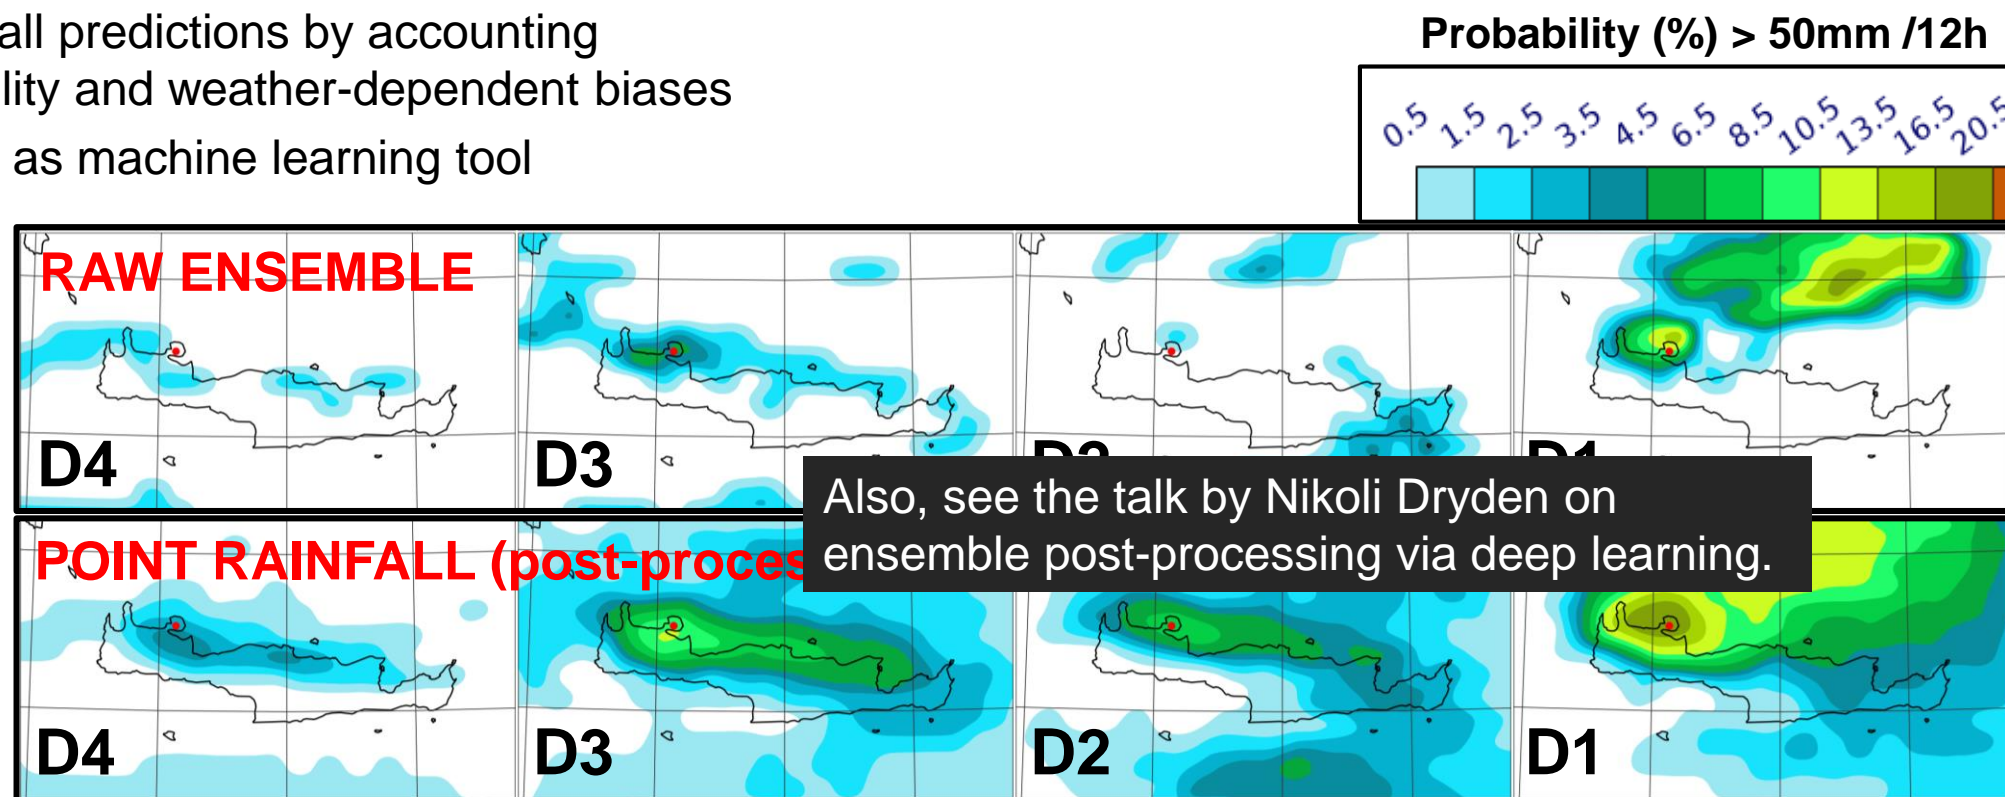 all predictions by accounting
lity and weather-dependent biases
as machine learning tool
Probability (%) > 50mm /12h
0.5 1.5 2.5 3.5 4.5 6.5 8.5 10.5 13.5 16.5 20.5
RAW ENSEMBLE
D4 D3 D2 D1
Also, see the talk by Nikoli Dryden on
ensemble post-processing via deep learning.
POINT RAINFALL (post-proces
D4 D3 D2 D1